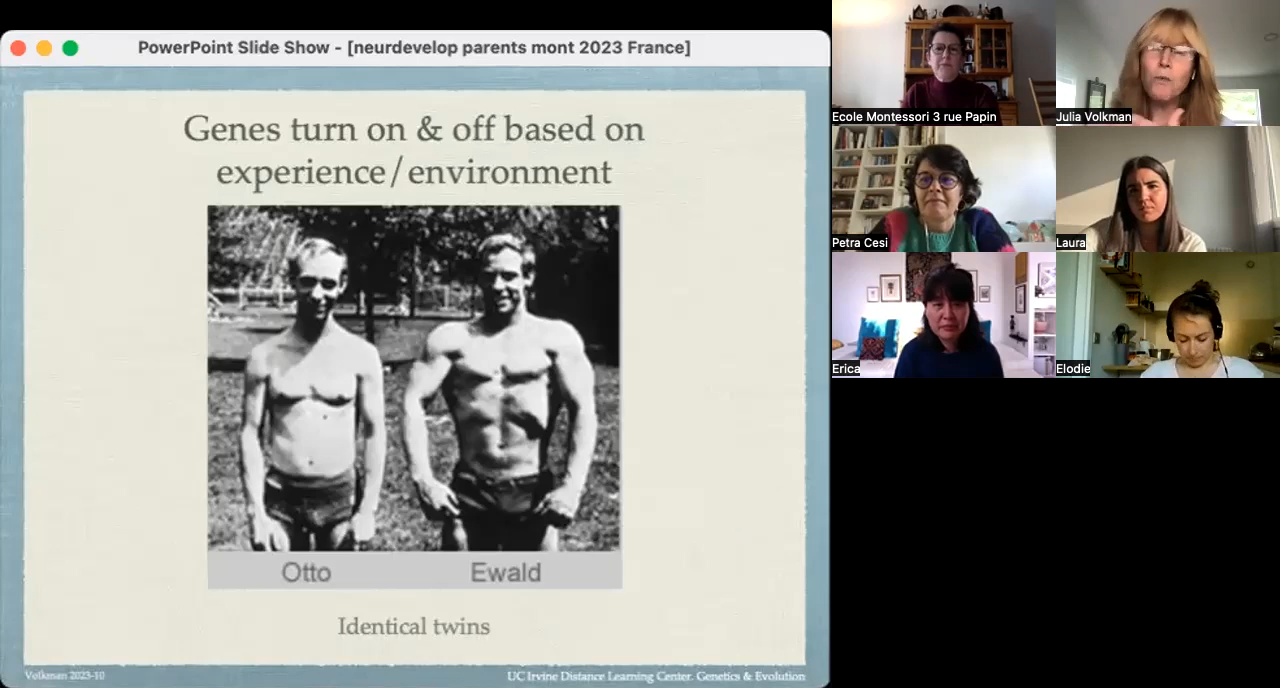 PowerPoint Slide Show - [neurdevelop parents mont 2023 France]
Genes turn on & off based on
experience/environment
Otto
Ewald
Identical twins
Volkman 2023-10
UC Irvine Distance Learning Center. Genetics & Evolution
Ecole Montessori 3 rue Papin
Julia Volkman
Petra Cesi
Laura
Erica
Elodie